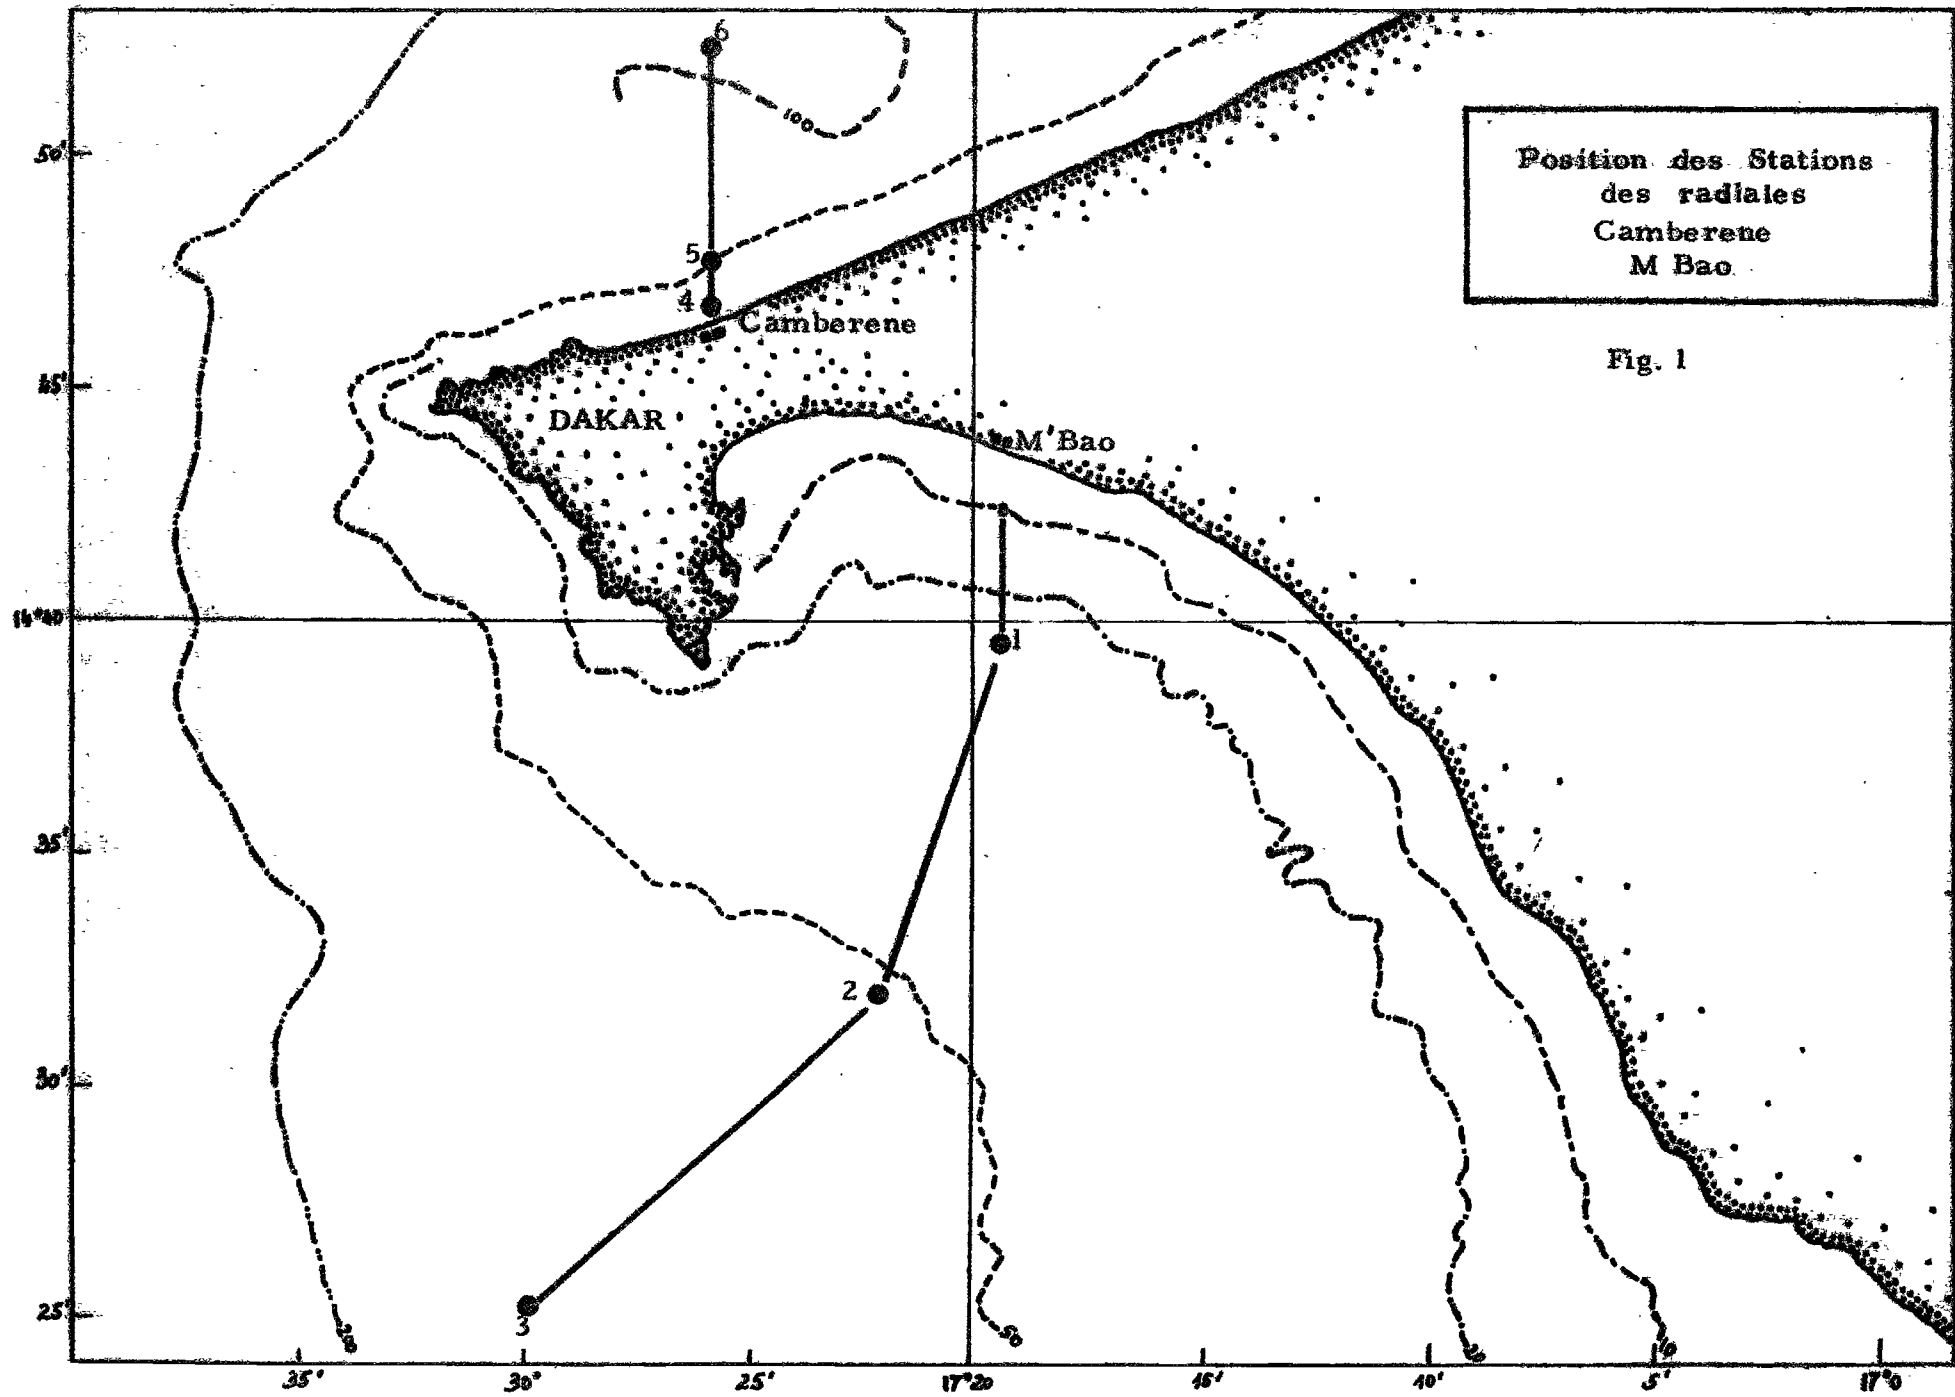 6
100
50'
Position des Stations
des radiales
Camberene
M Bao
5
4
Camberene
Fig. 1
DAKAR
M'Bao
14°40
1
35'
2
30'
25'
3
50
35'
30'
25'
17°20
15'
10'
5'
17°0